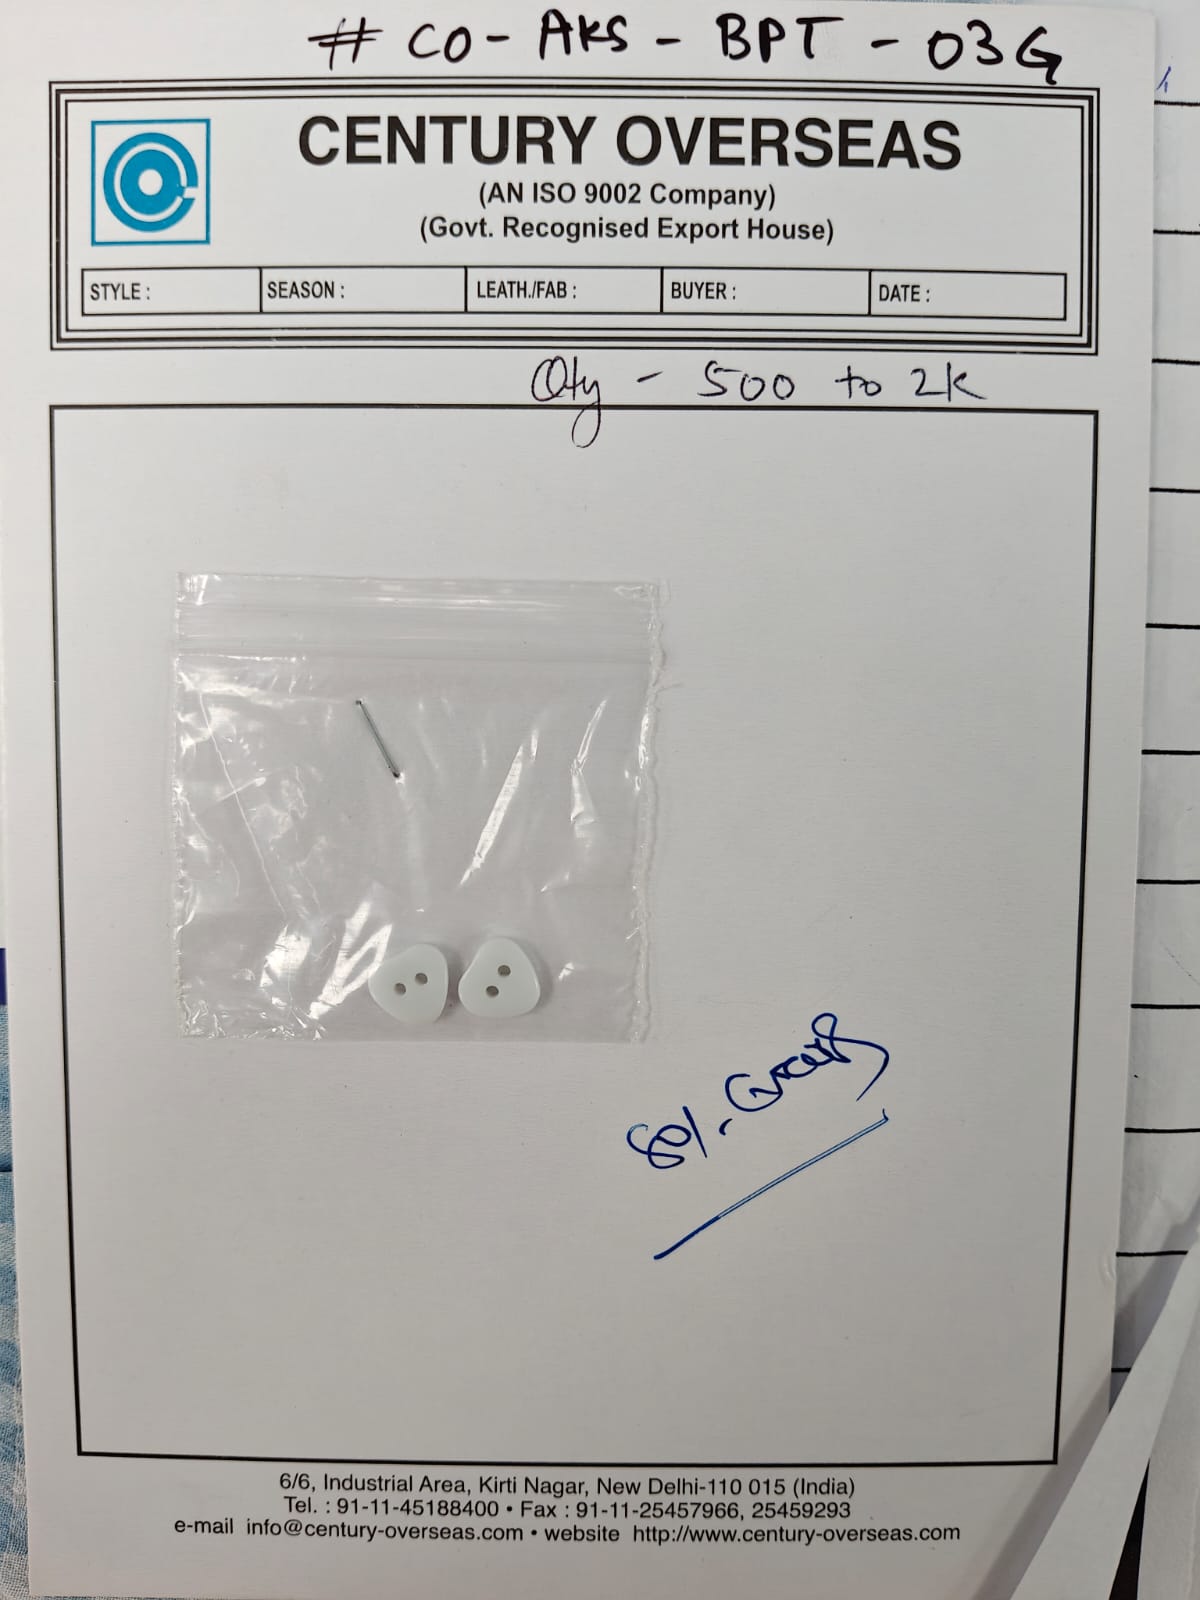 # CO - AKS - BPT - 03G
CENTURY OVERSEAS
(AN ISO 9002 Company)
(Govt. Recognised Export House)
STYLE : SEASON : LEATH./FAB : BUYER : DATE :
Qty - 500 to 2K
80/-
6/6, Industrial Area, Kirti Nagar, New Delhi-110 015 (India)
Tel. : 91-11-45188400 • Fax : 91-11-25457966, 25459293
e-mail info@century-overseas.com • website http://www.century-overseas.com